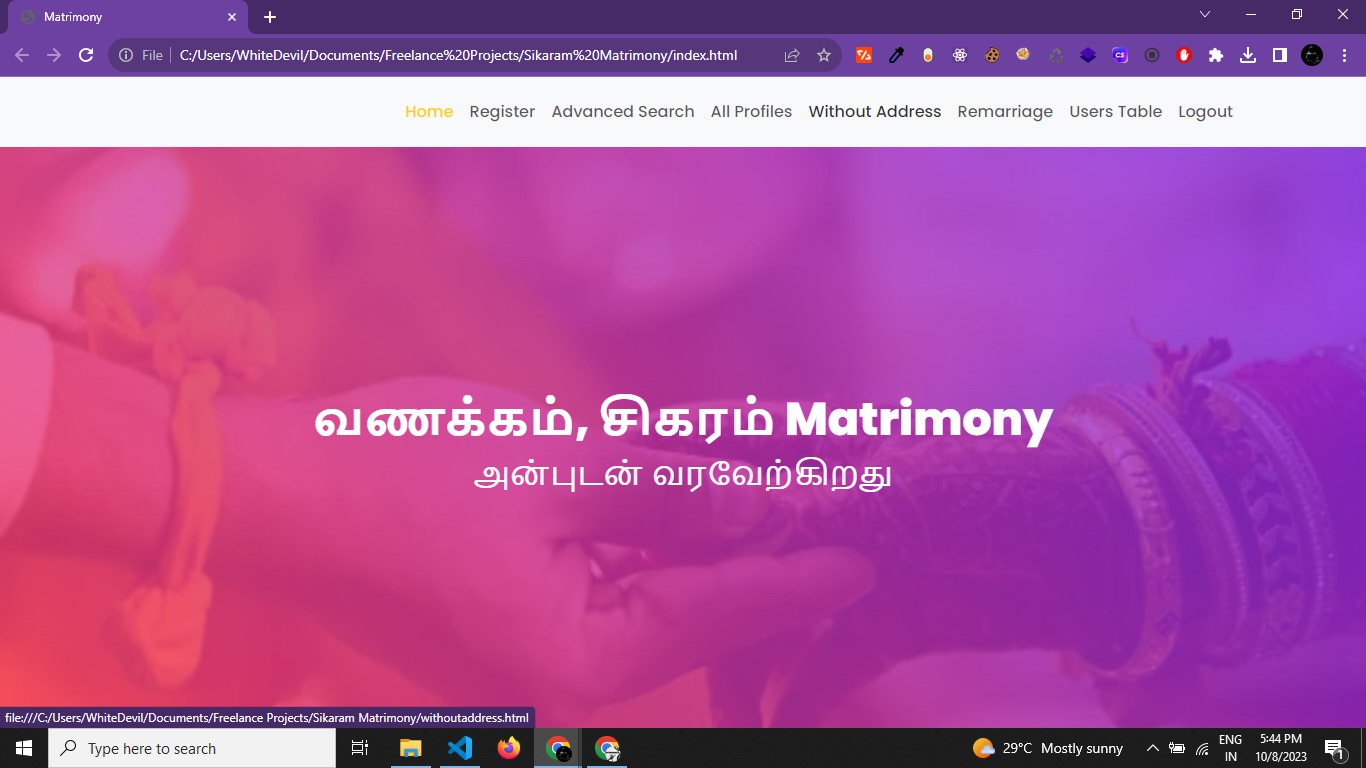 Matrimony
File C:/Users/WhiteDevil/Documents/Freelance%20Projects/Sikaram%20Matrimony/index.html
Home Register Advanced Search All Profiles Without Address Remarriage Users Table Logout
வணக்கம், சிகரம் Matrimony
அன்புடன் வரவேற்கிறது
file:///C:/Users/WhiteDevil/Documents/Freelance Projects/Sikaram Matrimony/withoutaddress.html
Type here to search
29°C Mostly sunny
ENG
IN
5:44 PM
10/8/2023
1